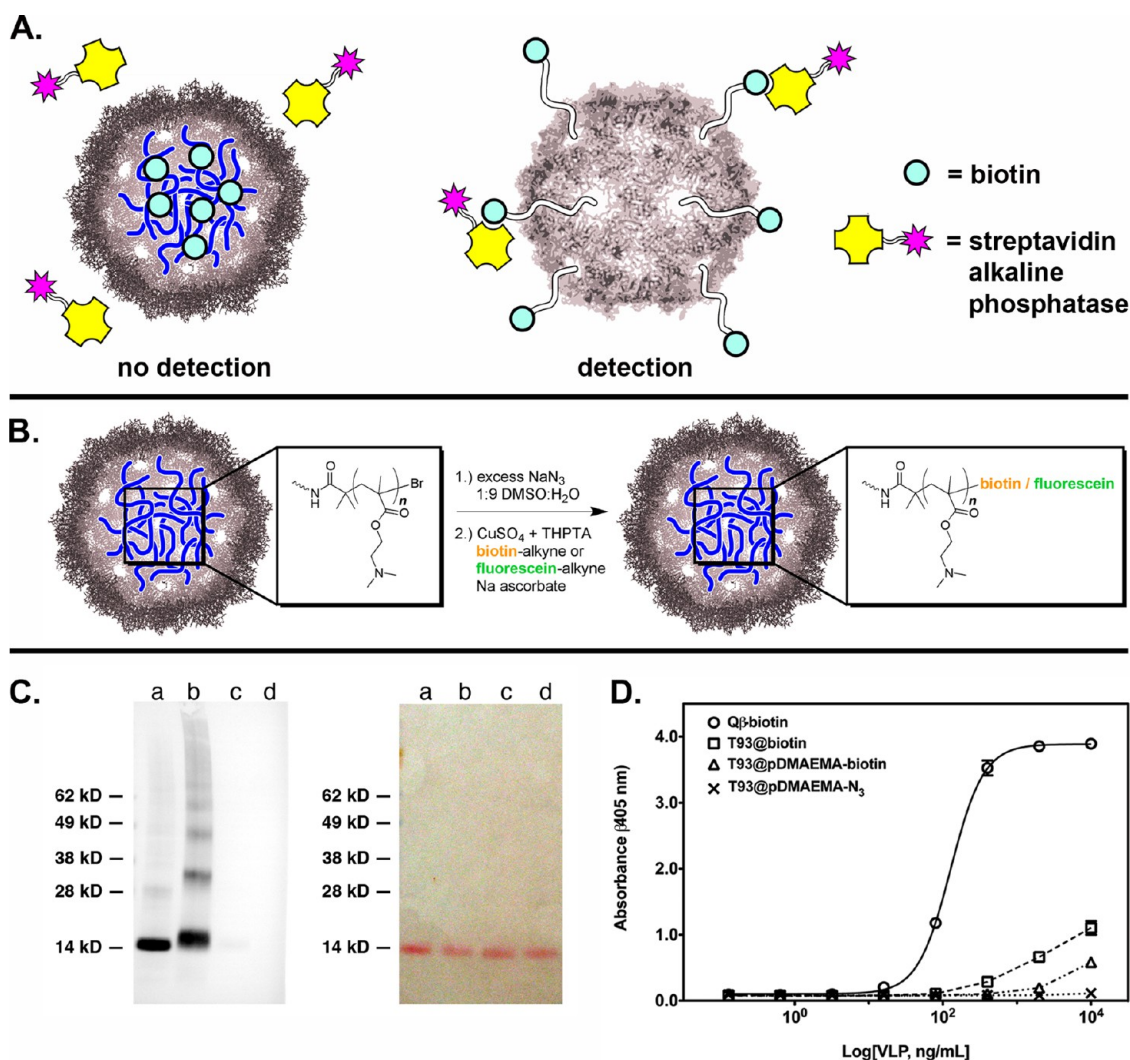 A.
no detection
detection
= biotin
= streptavidin
alkaline
phosphatase
B.
O
NH
n
Br
O
O
N
1.) excess NaN3
1:9 DMSO:H2O
2.) CuSO4 + THPTA
biotin-alkyne or
fluorescein-alkyne
Na ascorbate
O
NH
n
biotin / fluorescein
O
O
N
C.
a b c d
62 kD –
49 kD –
38 kD –
28 kD –
14 kD –
a b c d
62 kD –
49 kD –
38 kD –
28 kD –
14 kD –
D.
Qβ-biotin
T93@biotin
T93@pDMAEMA-biotin
T93@pDMAEMA-N3
Absorbance β405 nm)
4.0
3.0
2.0
1.0
0.0
10^0 10^2 10^4
Log[VLP, ng/mL]